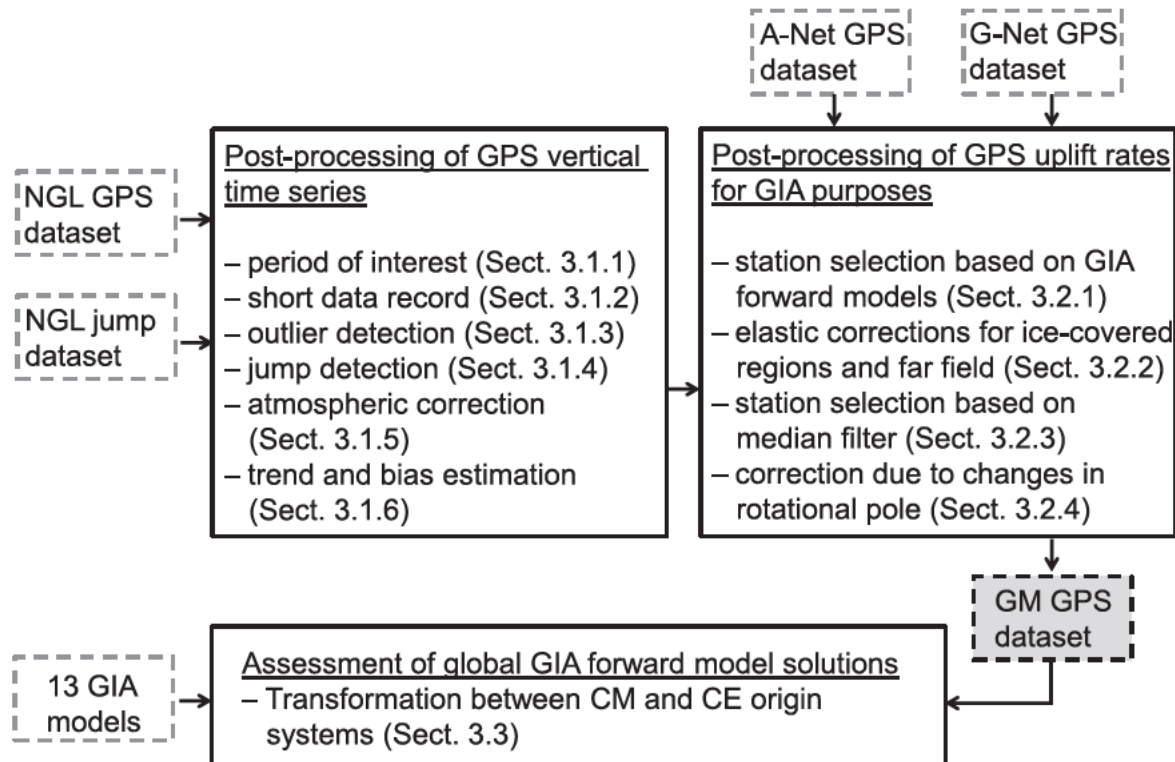 A-Net GPS
dataset
G-Net GPS
dataset
NGL GPS
dataset
NGL jump
dataset
Post-processing of GPS vertical
time series
– period of interest (Sect. 3.1.1)
– short data record (Sect. 3.1.2)
– outlier detection (Sect. 3.1.3)
– jump detection (Sect. 3.1.4)
– atmospheric correction
(Sect. 3.1.5)
– trend and bias estimation
(Sect. 3.1.6)
Post-processing of GPS uplift rates
for GIA purposes
– station selection based on GIA
forward models (Sect. 3.2.1)
– elastic corrections for ice-covered
regions and far field (Sect. 3.2.2)
– station selection based on
median filter (Sect. 3.2.3)
– correction due to changes in
rotational pole (Sect. 3.2.4)
GM GPS
dataset
13 GIA
models
Assessment of global GIA forward model solutions
– Transformation between CM and CE origin
systems (Sect. 3.3)